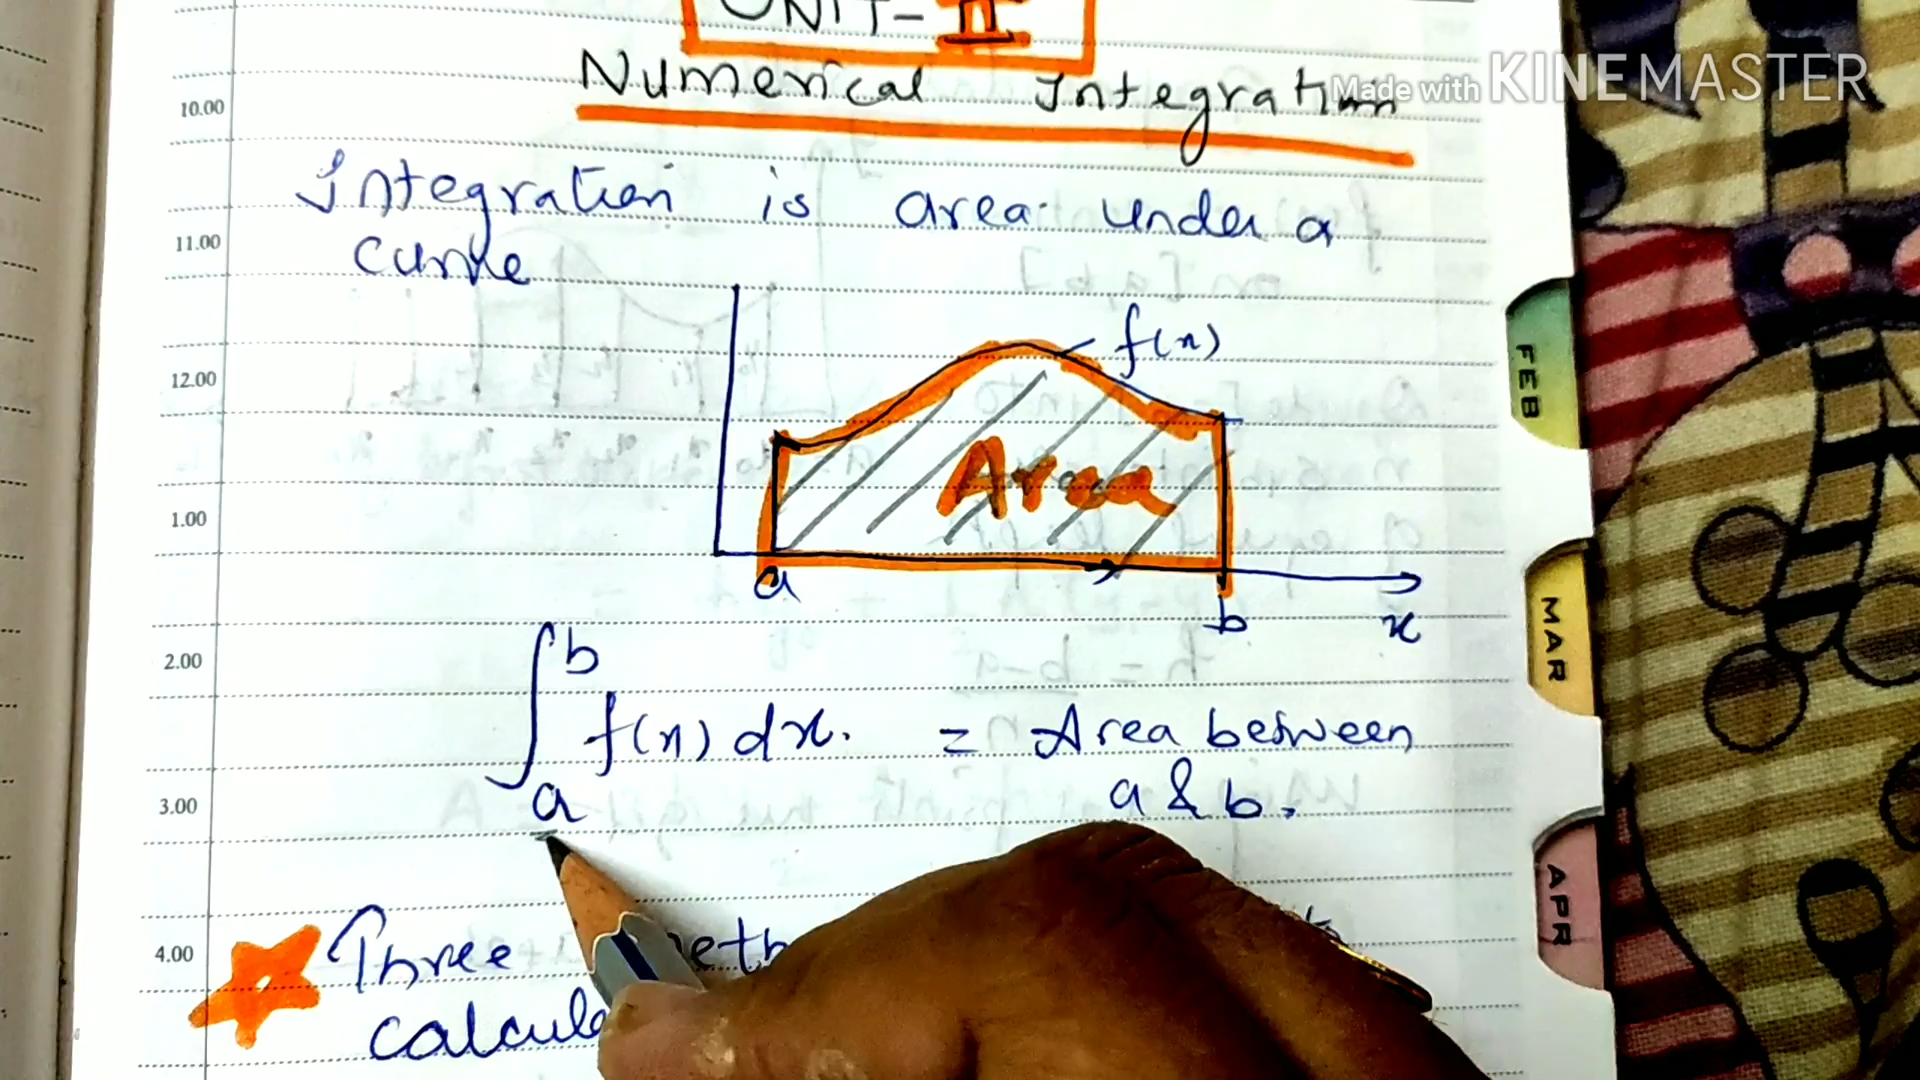 UNIT-II
Numerical Integration
Made with KINEMASTER
10.00
Integration is area under a
11.00
curve
f(x)
FEB
12.00
Area
1.00
a
b
x
MAR
2.00
∫ₐᵇ f(x) dx. = Area between
a & b.
3.00
APR
4.00
Three